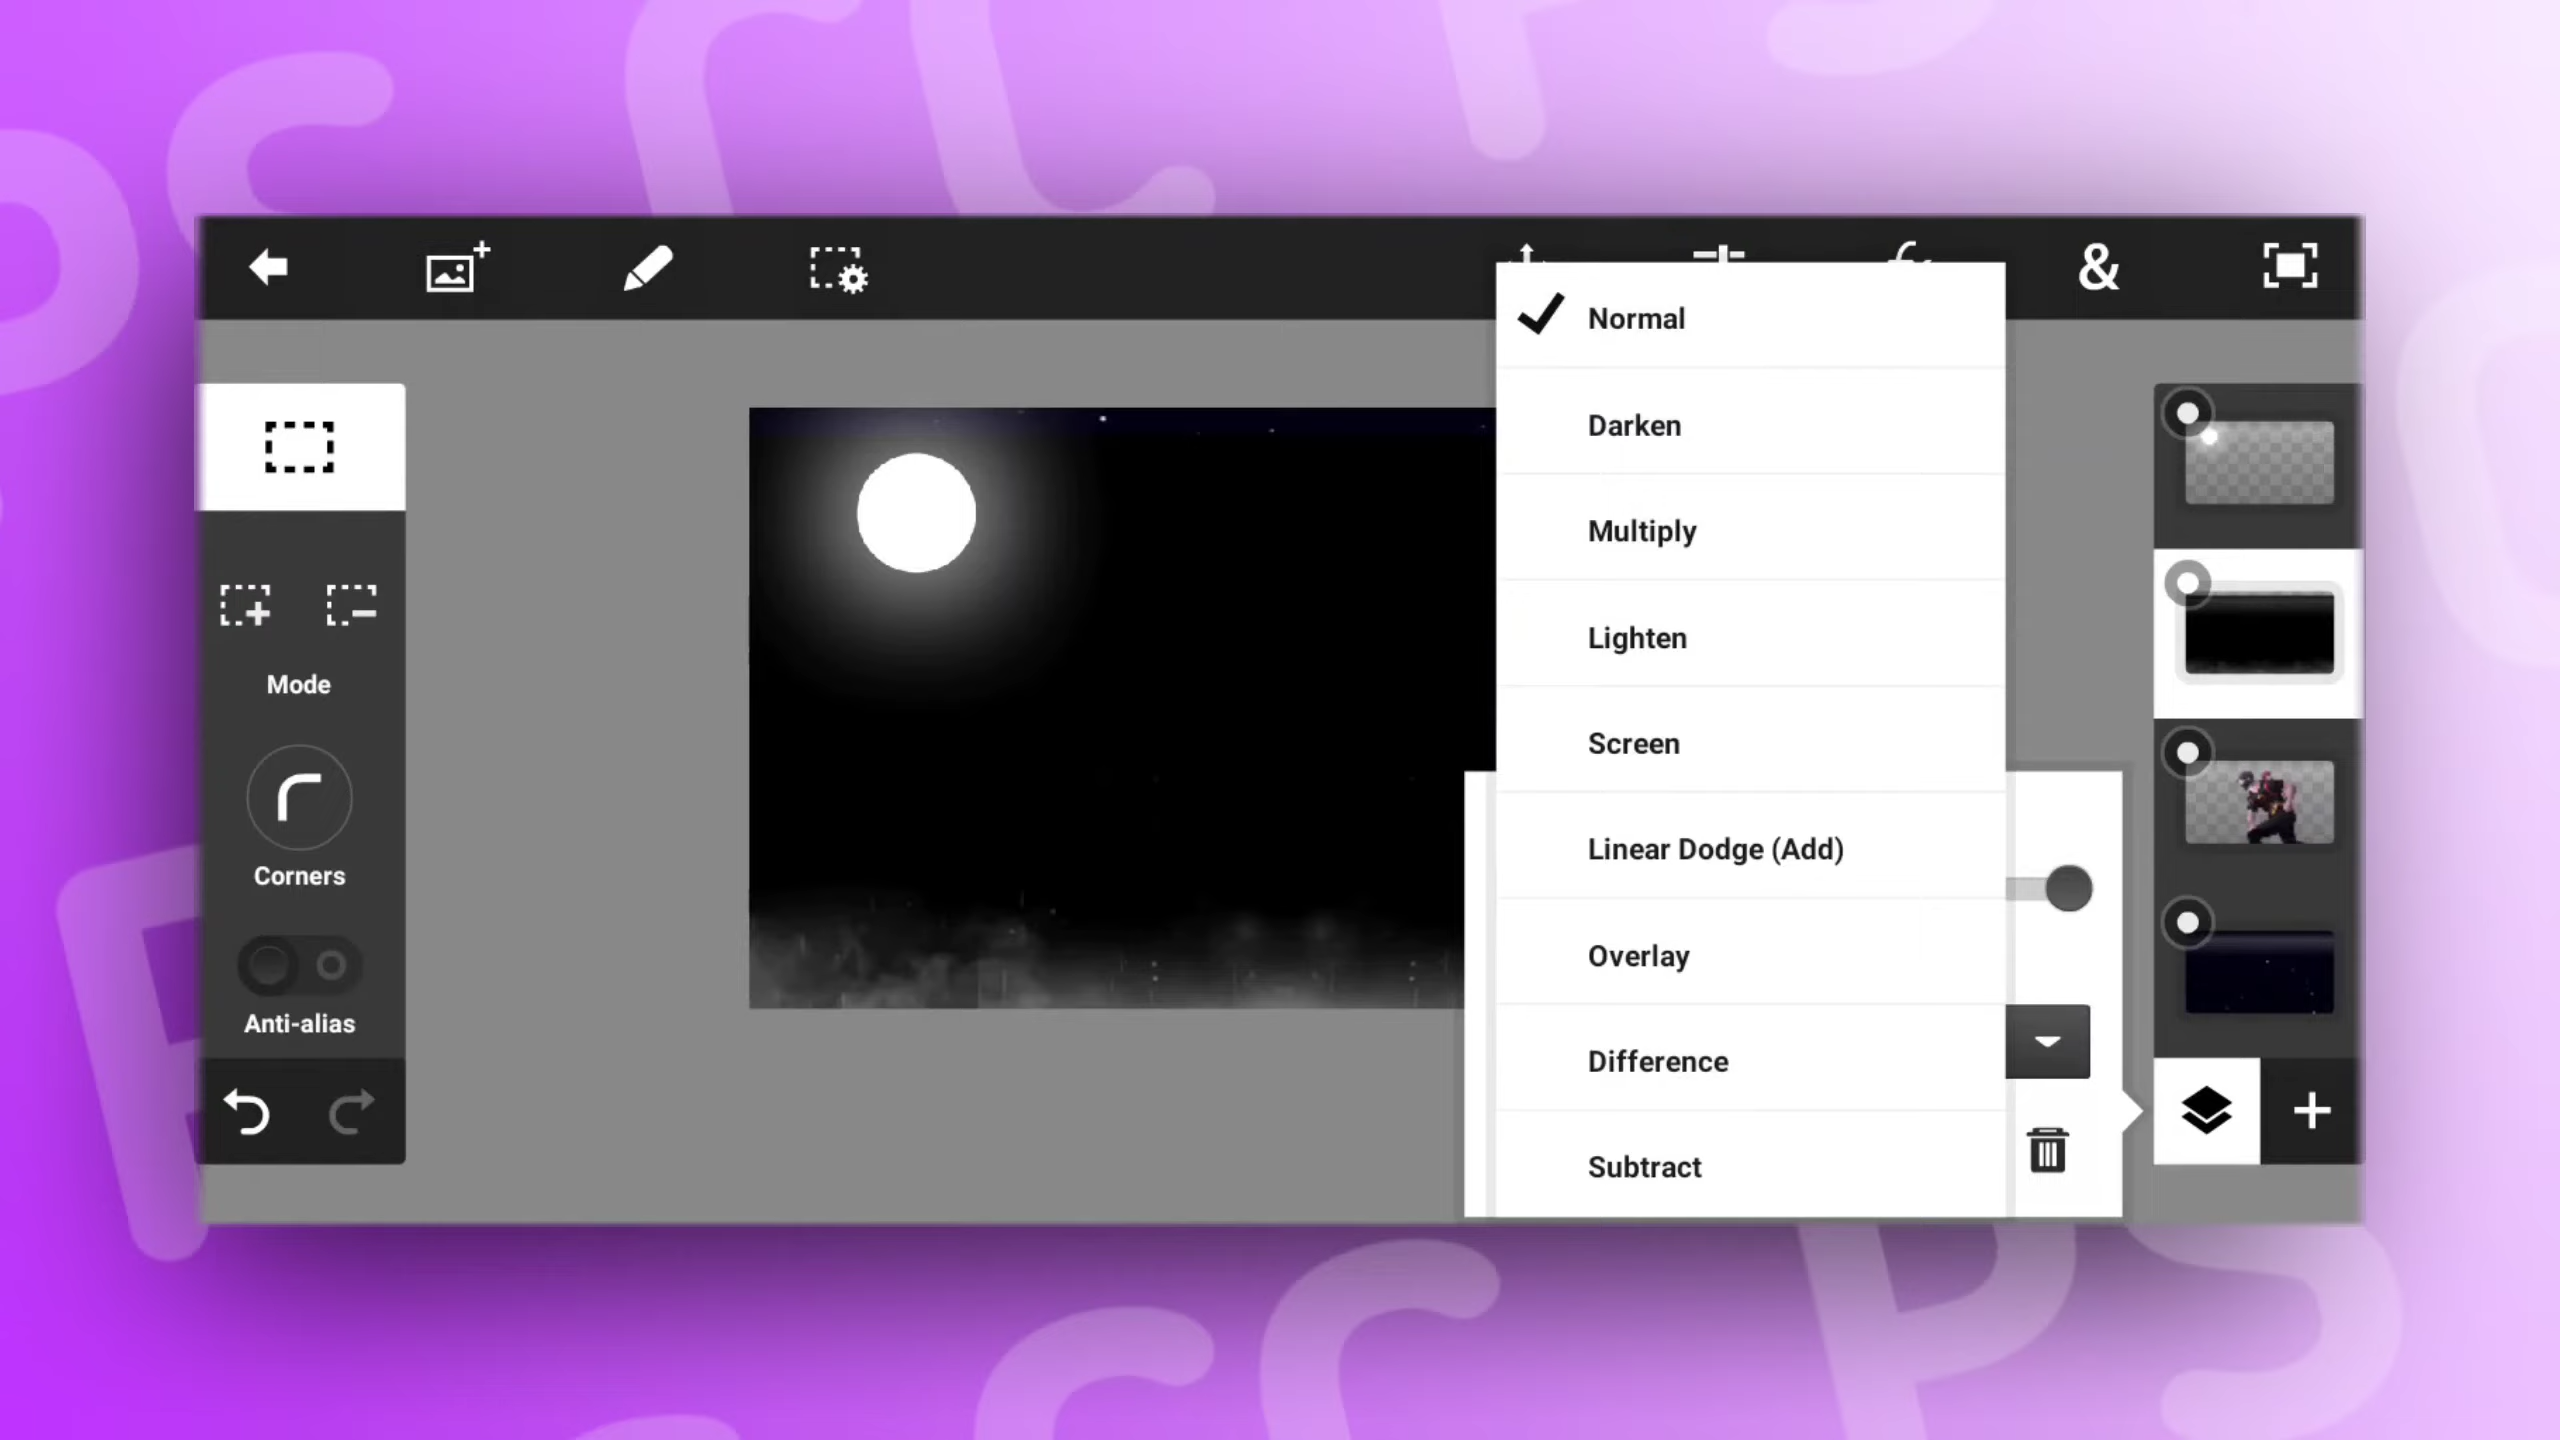 &
Normal
Darken
Multiply
Lighten
Screen
Linear Dodge (Add)
Overlay
Difference
Subtract
Mode
Corners
Anti-alias